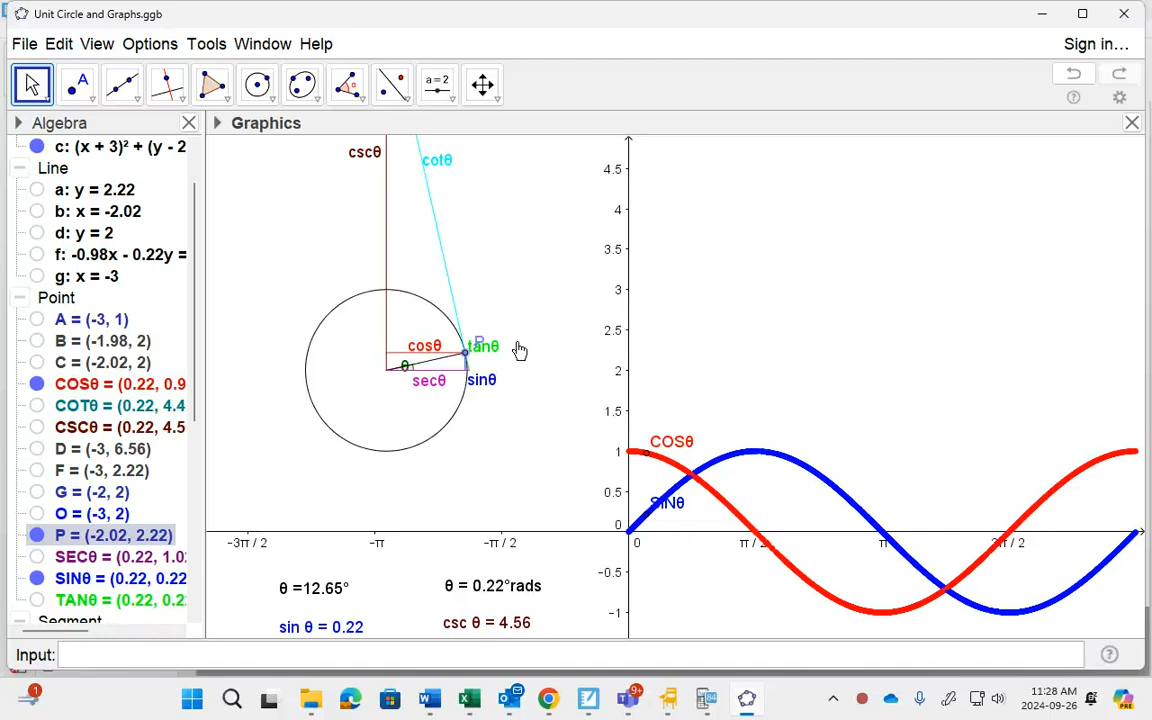 Unit Circle and Graphs.ggb
File Edit View Options Tools Window Help Sign in...
A
a=2
Algebra
c: (x + 3)² + (y - 2
Line
a: y = 2.22
b: x = -2.02
d: y = 2
f: -0.98x - 0.22y =
g: x = -3
Point
A = (-3, 1)
B = (-1.98, 2)
C = (-2.02, 2)
COSθ = (0.22, 0.9
COTθ = (0.22, 4.4
CSCθ = (0.22, 4.5
D = (-3, 6.56)
F = (-3, 2.22)
G = (-2, 2)
O = (-3, 2)
P = (-2.02, 2.22)
SECθ = (0.22, 1.0
SINθ = (0.22, 0.22
TANθ = (0.22, 0.2
Segment
Graphics
cscθ
cotθ
cosθ
P
tanθ
θ
secθ
sinθ
4.5
4
3.5
3
2.5
2
1.5
1
0.5
0
-0.5
-1
COSθ
SINθ
-3π / 2
-π
-π / 2
0
π / 2
π
3π / 2
θ =12.65°
θ = 0.22°rads
sin θ = 0.22
csc θ = 4.56
Input:
1
9+
84
11:28 AM
2024-09-26
PRE